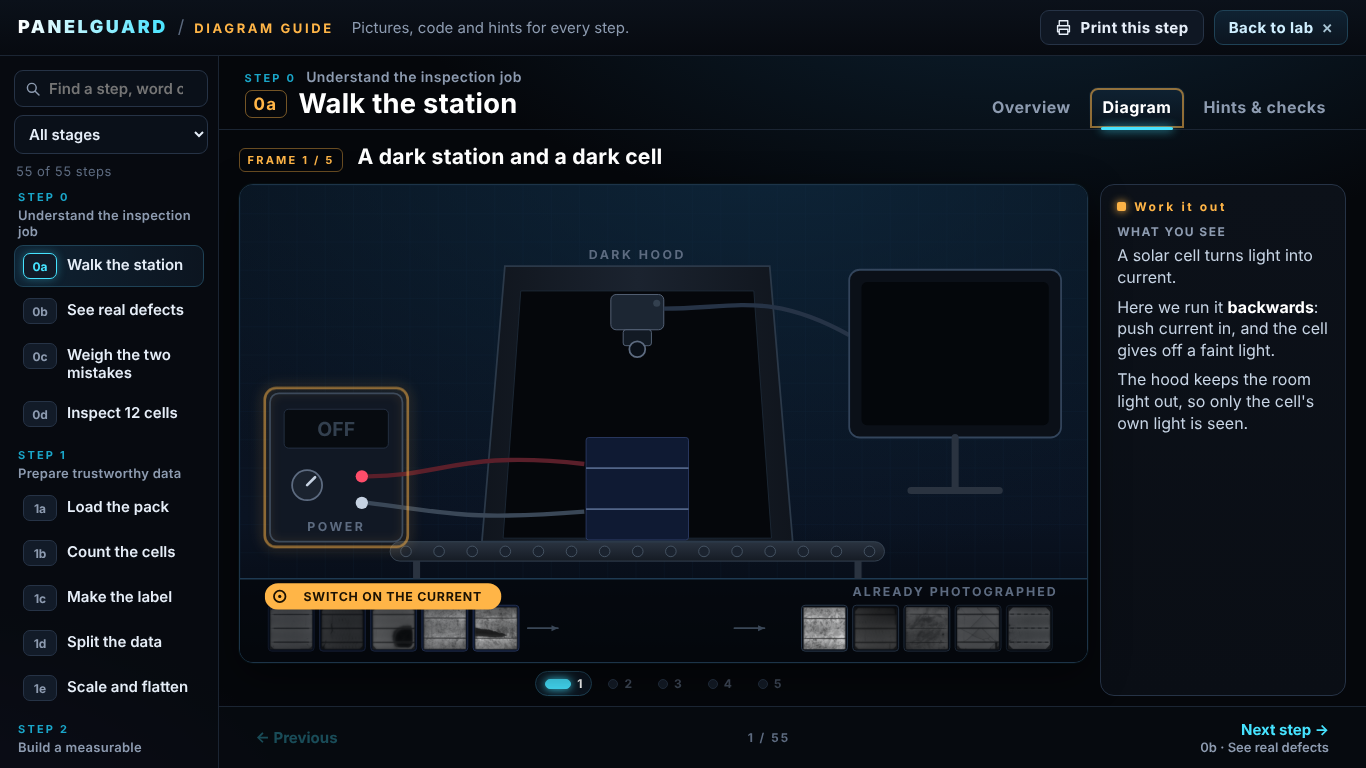 PANELGUARD / DIAGRAM GUIDE Pictures, code and hints for every step.
Print this step
Back to lab ×
Find a step, word c
All stages
55 of 55 steps
STEP 0
Understand the inspection
job
0a Walk the station
0b See real defects
0c Weigh the two
mistakes
0d Inspect 12 cells
STEP 1
Prepare trustworthy data
1a Load the pack
1b Count the cells
1c Make the label
1d Split the data
1e Scale and flatten
STEP 2
Build a measurable
STEP 0 Understand the inspection job
0a Walk the station
Overview
Diagram
Hints & checks
FRAME 1 / 5 A dark station and a dark cell
DARK HOOD
OFF
POWER
SWITCH ON THE CURRENT
ALREADY PHOTOGRAPHED
1 2 3 4 5
Work it out
WHAT YOU SEE
A solar cell turns light into
current.
Here we run it backwards:
push current in, and the cell
gives off a faint light.
The hood keeps the room
light out, so only the cell's
own light is seen.
← Previous
1 / 55
Next step →
0b · See real defects